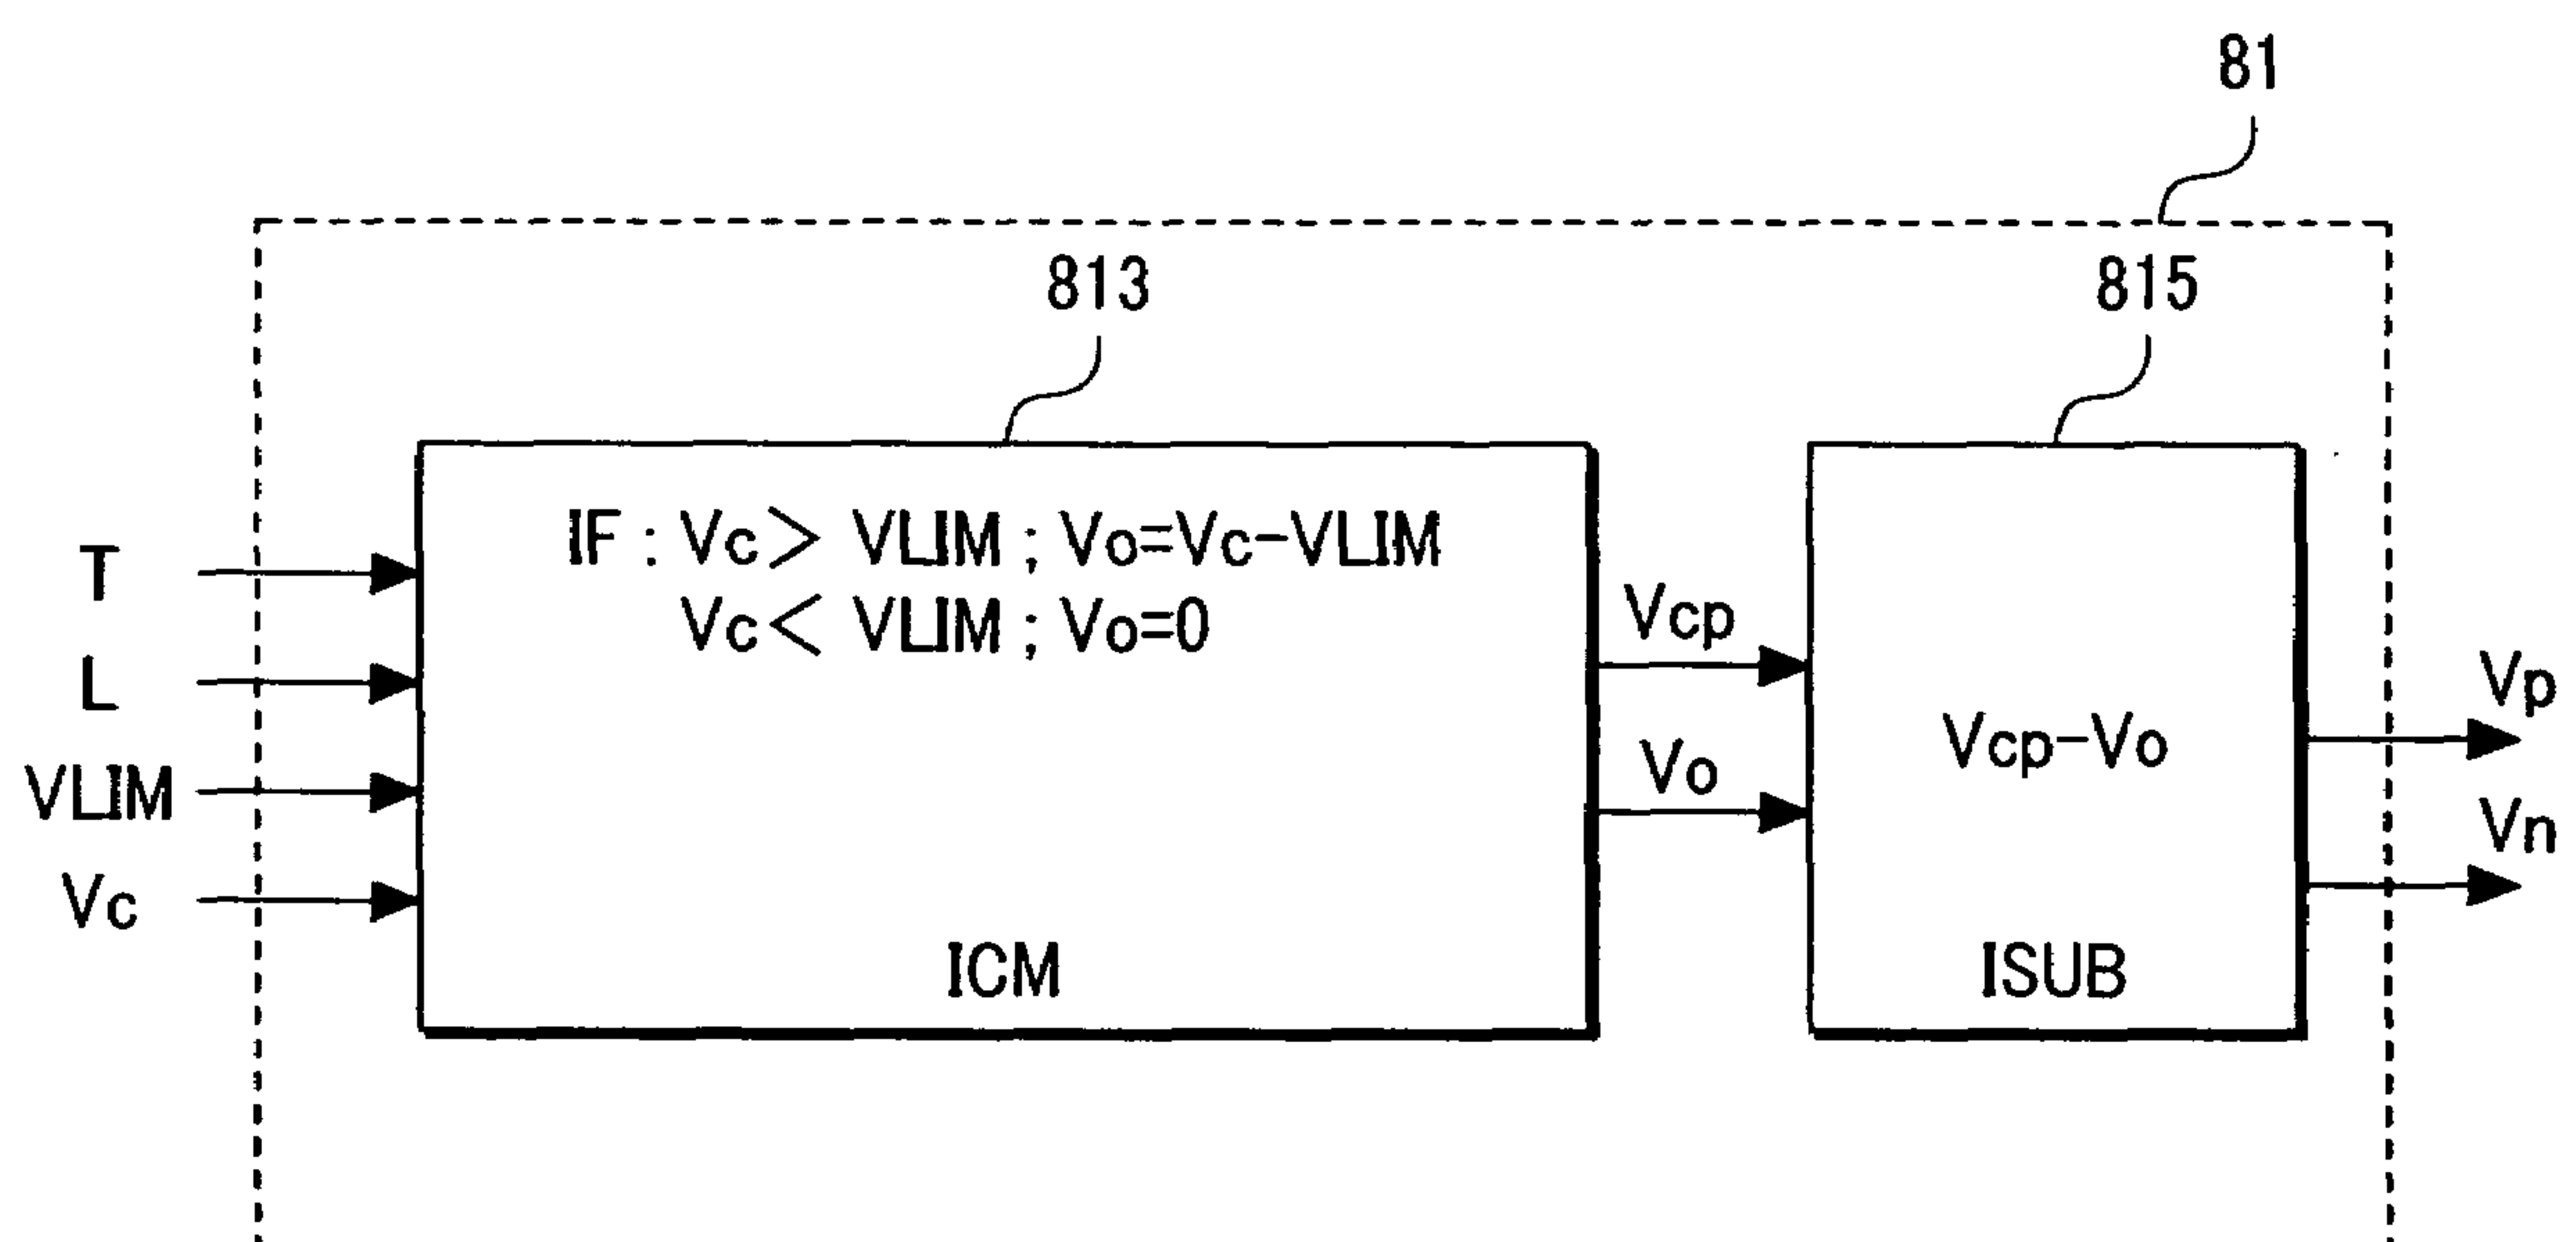 81
813
815
IF : Vc> VLIM ; Vo=Vc-VLIM
Vc< VLIM ; Vo=0
T
L
VLIM
Vc
Vcp
Vo
Vcp-Vo
Vp
Vn
ICM
ISUB